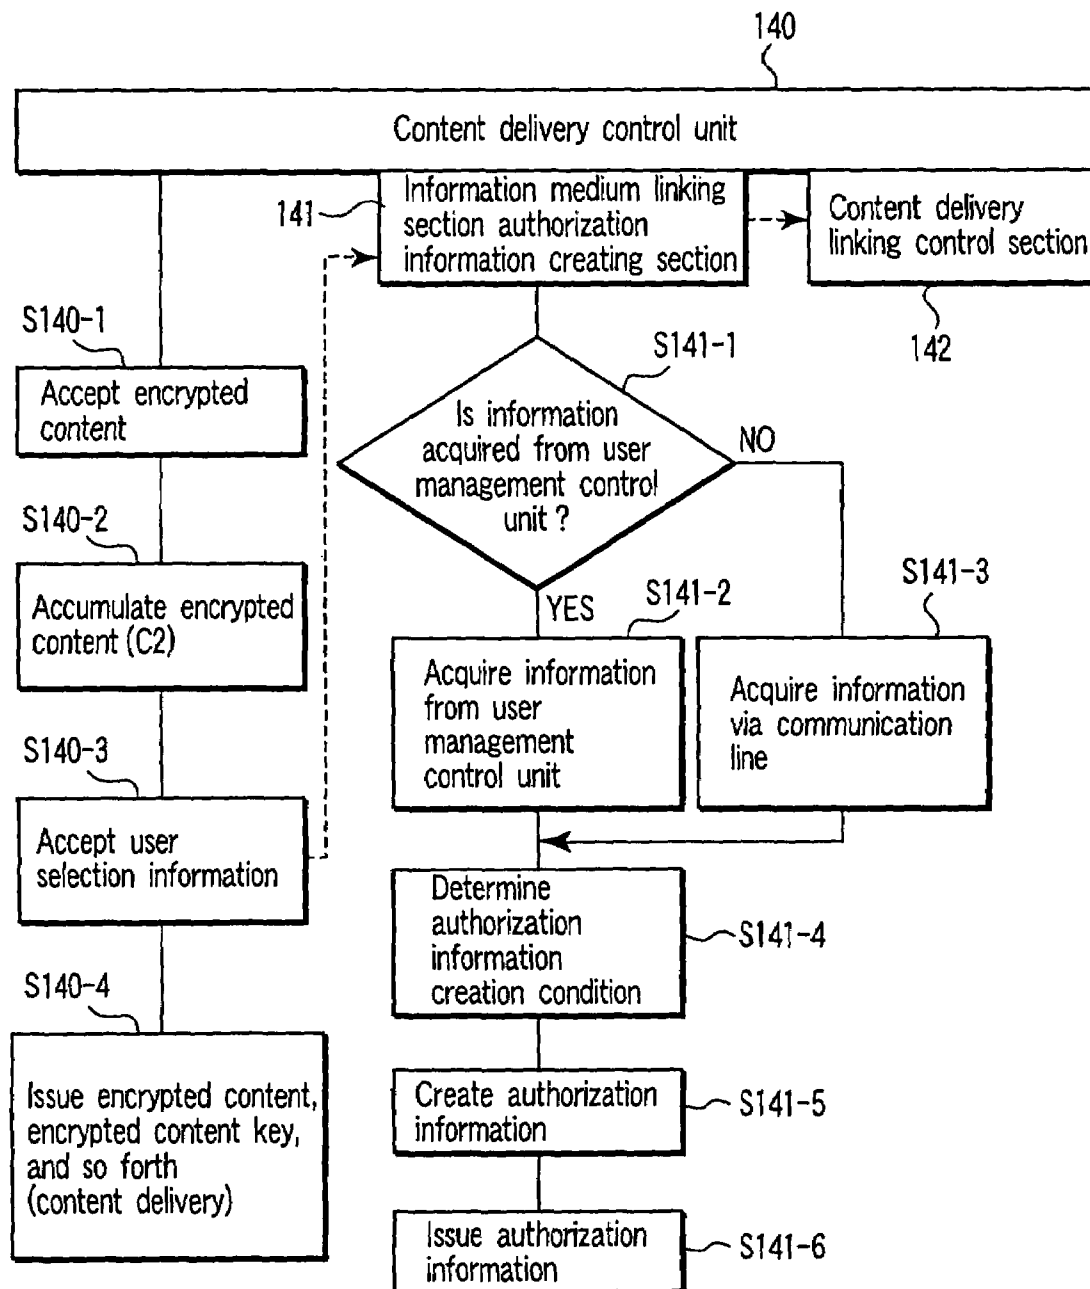 140
Content delivery control unit
141
Information medium linking
section authorization
information creating section
Content delivery
linking control section
142
S140-1
Accept encrypted
content
S140-2
Accumulate encrypted
content (C2)
S140-3
Accept user
selection information
S140-4
Issue encrypted content,
encrypted content key,
and so forth
(content delivery)
S141-1
Is information
acquired from user
management control
unit?
NO
YES
S141-2
Acquire information
from user
management
control unit
S141-3
Acquire information
via communication
line
Determine
authorization
information
creation condition
S141-4
Create authorization
information
S141-5
Issue authorization
information
S141-6